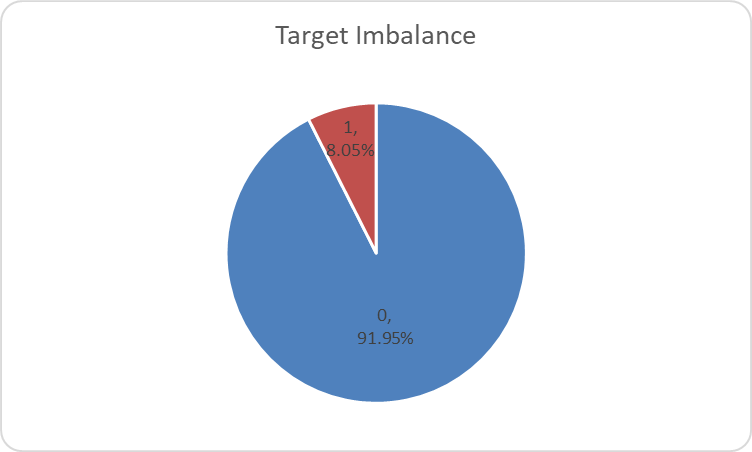 Target Imbalance
1,
8.05%
0,
91.95%